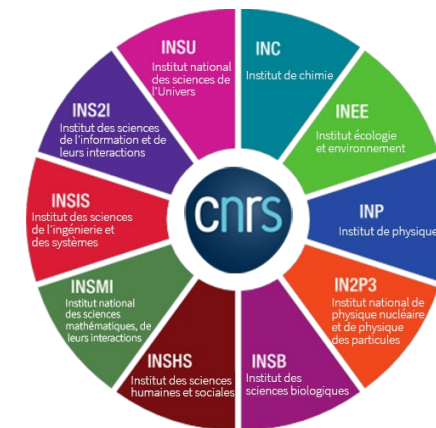 INSU
Institut national
des sciences de
l'Univers
INC
Institut de chimie
INEE
Institut écologie
et environnement
INP
Institut de physique
IN2P3
Institut national de
physique nucléaire
et de physique
des particules
INSB
Institut des
sciences biologiques
INSHS
Institut des sciences
humaines et sociales
INSMI
Institut national
des sciences
mathématiques, de
leurs interactions
INSIS
Institut des sciences
de l'ingénierie et
des systèmes
INS2I
Institut des sciences
de l'information et de
leurs interactions
cnrs